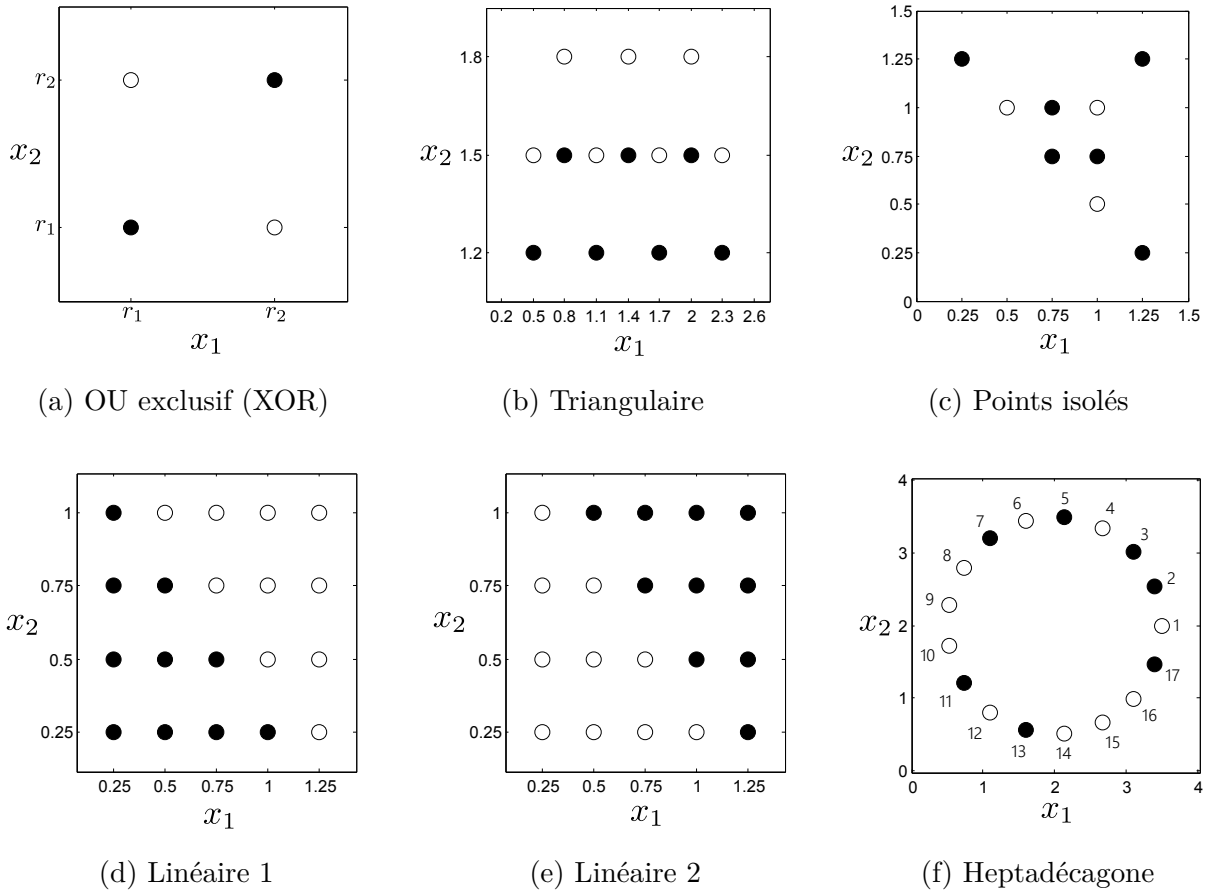 r₂
x₂
r₁
r₁ r₂
x₁
(a) OU exclusif (XOR)
1.8
x₂ 1.5
1.2
0.2 0.5 0.8 1.1 1.4 1.7 2 2.3 2.6
x₁
(b) Triangulaire
1.5
1.25
1
x₂ 0.75
0.5
0.25
0
0 0.25 0.5 0.75 1 1.25 1.5
x₁
(c) Points isolés
1
0.75
x₂
0.5
0.25
0.25 0.5 0.75 1 1.25
x₁
(d) Linéaire 1
1
0.75
x₂
0.5
0.25
0.25 0.5 0.75 1 1.25
x₁
(e) Linéaire 2
4
3
x₂ 2
1
0
0 1 2 3 4
1
2
3
4
5
6
7
8
9
10
11
12
13
14
15
16
17
x₁
(f) Heptadécagone